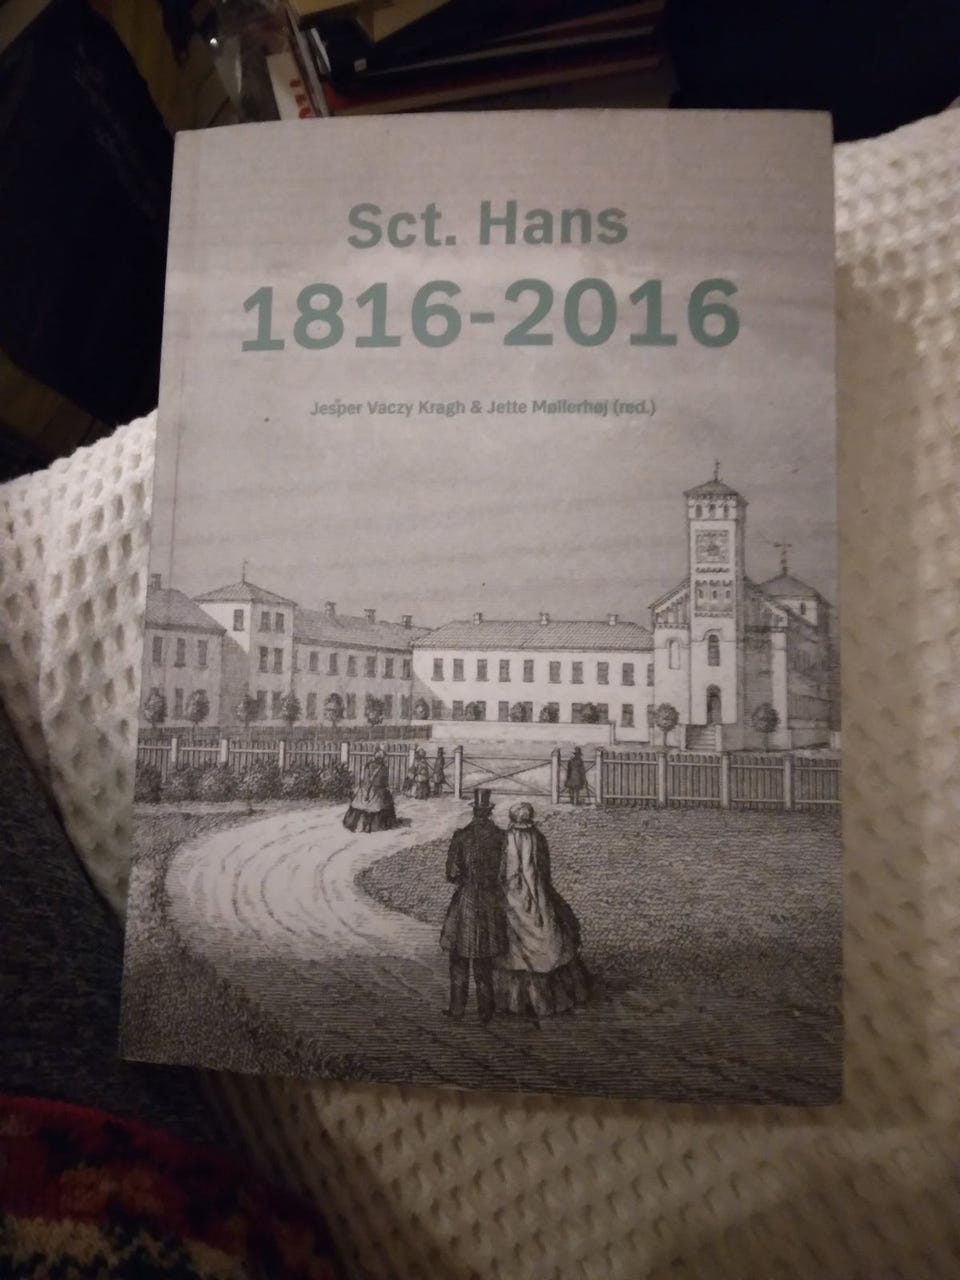 Sct. Hans
1816-2016
Jesper Vaczy Kragh & Jette Møllerhøj (red.)